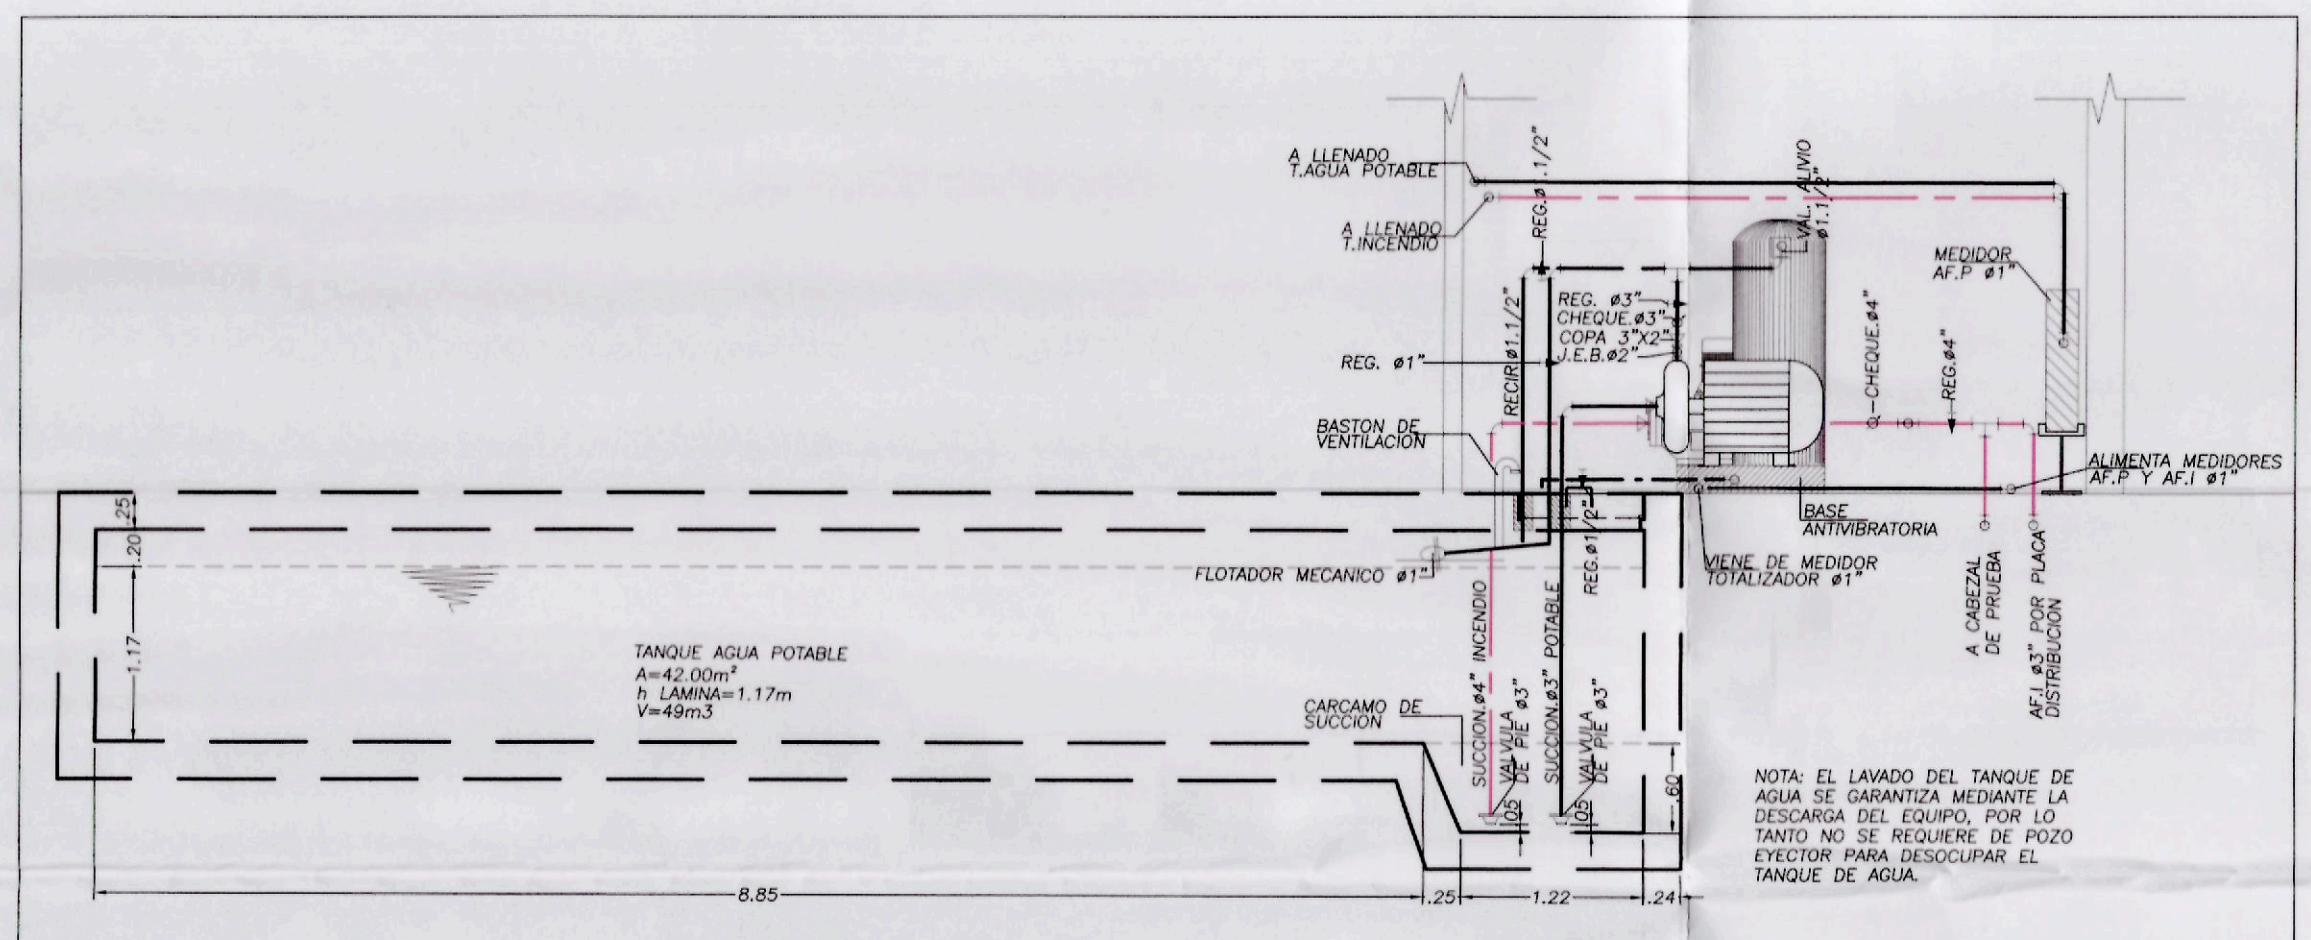 A LLENADO
T.AGUA POTABLE
A LLENADO
T.INCENDIO
REG.ø1.1/2"
VAL. ALIVIO
ø1.1/2"
MEDIDOR
AF.P ø1"
REG. ø3"
CHEQUE.ø3"
COPA 3"X2"
J.E.B.ø2"
REG. ø1"
RECIR.ø1.1/2"
CHEQUE.ø4"
REG.ø4"
BASTON DE
VENTILACION
ALIMENTA MEDIDORES
AF.P Y AF.I ø1"
BASE
ANTIVIBRATORIA
.25
.20
1.17
FLOTADOR MECANICO ø1"
REG.ø1/2"
VIENE DE MEDIDOR
TOTALIZADOR ø1"
A CABEZAL
DE PRUEBA
AF.I ø3" POR PLACA
DISTRIBUCION
TANQUE AGUA POTABLE
A=42.00m²
h LAMINA=1.17m
V=49m3
CARCAMO DE
SUCCION
SUCCION.ø4" INCENDIO
VALVULA
DE PIE ø3"
SUCCION.ø3" POTABLE
VALVULA
DE PIE ø3"
.05
.05
.60
NOTA: EL LAVADO DEL TANQUE DE
AGUA SE GARANTIZA MEDIANTE LA
DESCARGA DEL EQUIPO, POR LO
TANTO NO SE REQUIERE DE POZO
EYECTOR PARA DESOCUPAR EL
TANQUE DE AGUA.
8.85
.25
1.22
.24